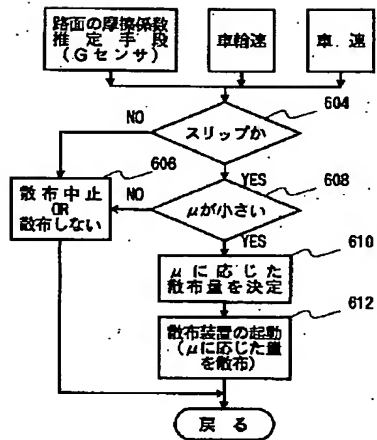 路面の摩擦係数
推定手段
(Gセンサ)
車輪速
車速
604
NO
スリップか
606
YES
608
散布中止
OR
散布しない
NO
μが小さい
YES
610
μに応じた
散布量を決定
612
散布装置の起動
(μに応じた量
を散布)
戻る